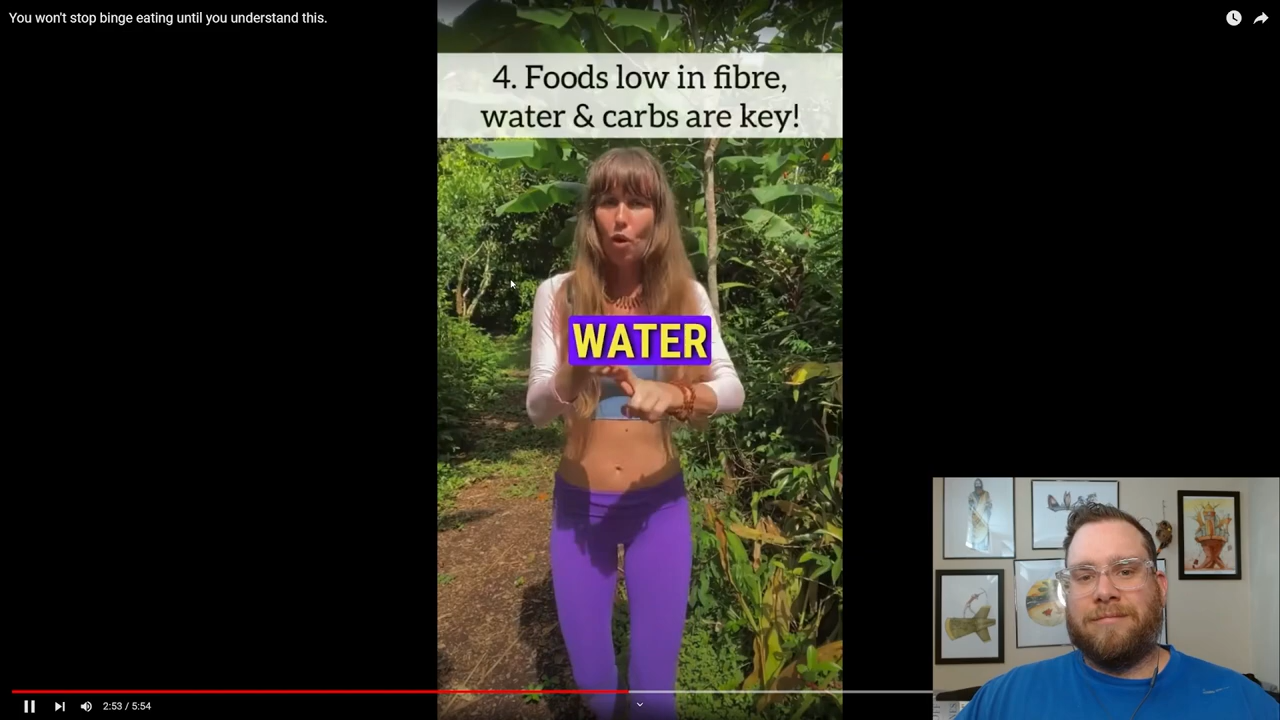 You won't stop binge eating until you understand this.
4. Foods low in fibre,
water & carbs are key!
WATER
2:53 / 5:54